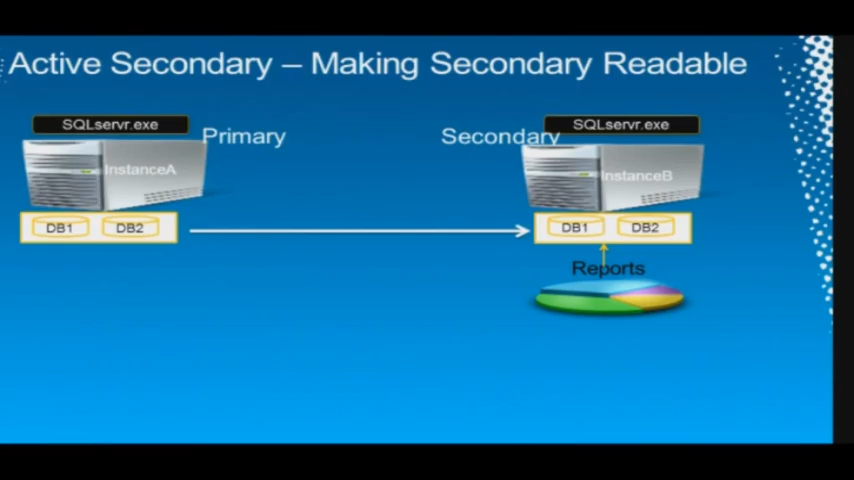 Active Secondary – Making Secondary Readable
SQLservr.exe
Primary
InstanceA
DB1
DB2
Secondary
SQLservr.exe
InstanceB
DB1
DB2
Reports